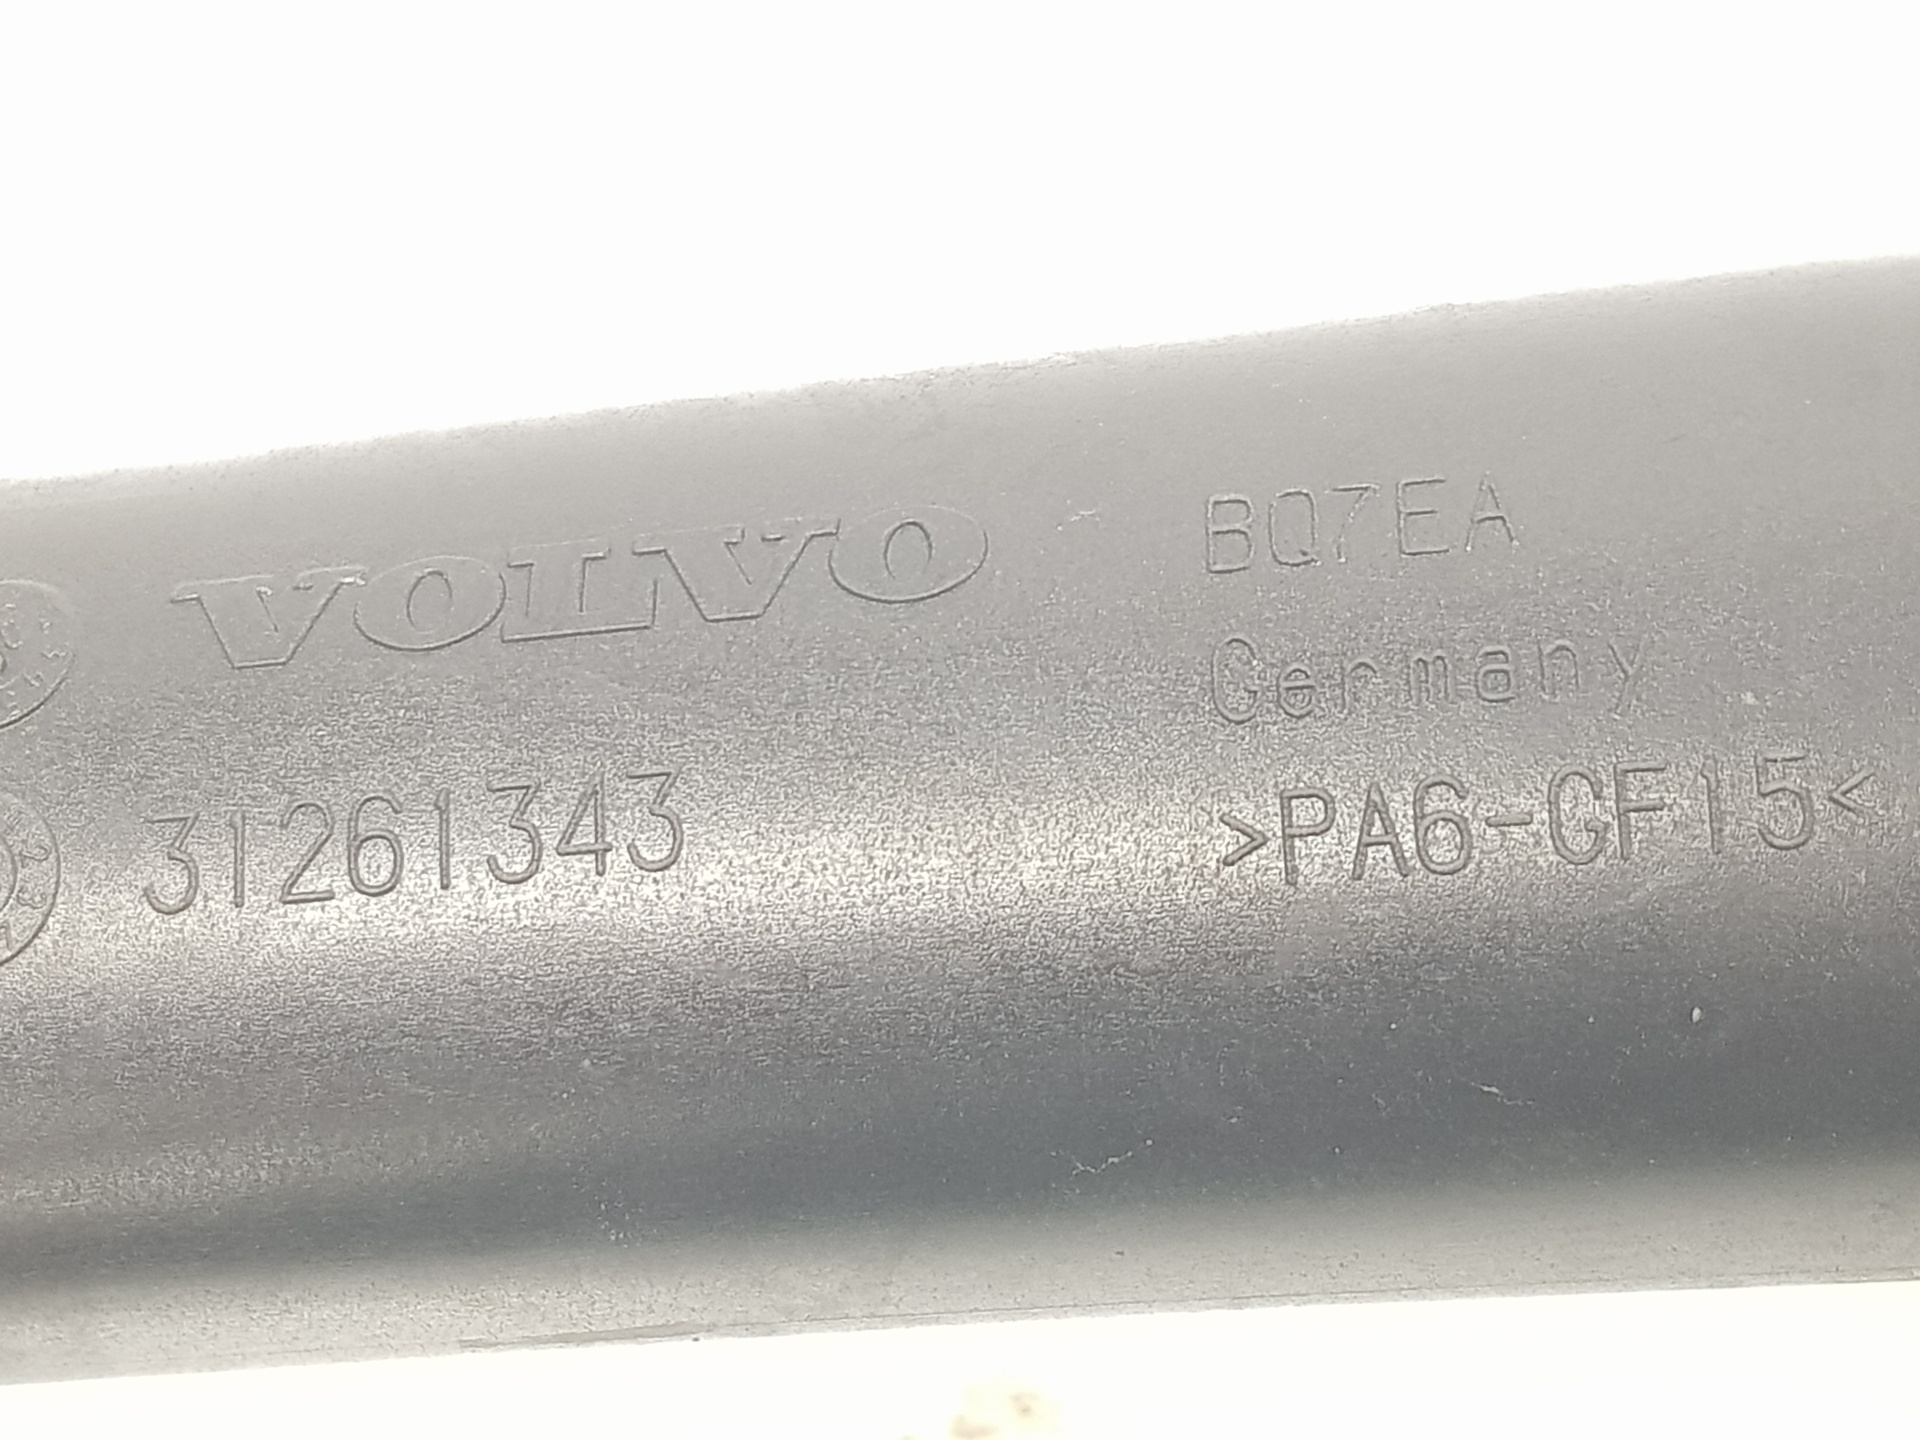 VOLVO
31261343
BQ7EA
Germany
>PA6-GF15<